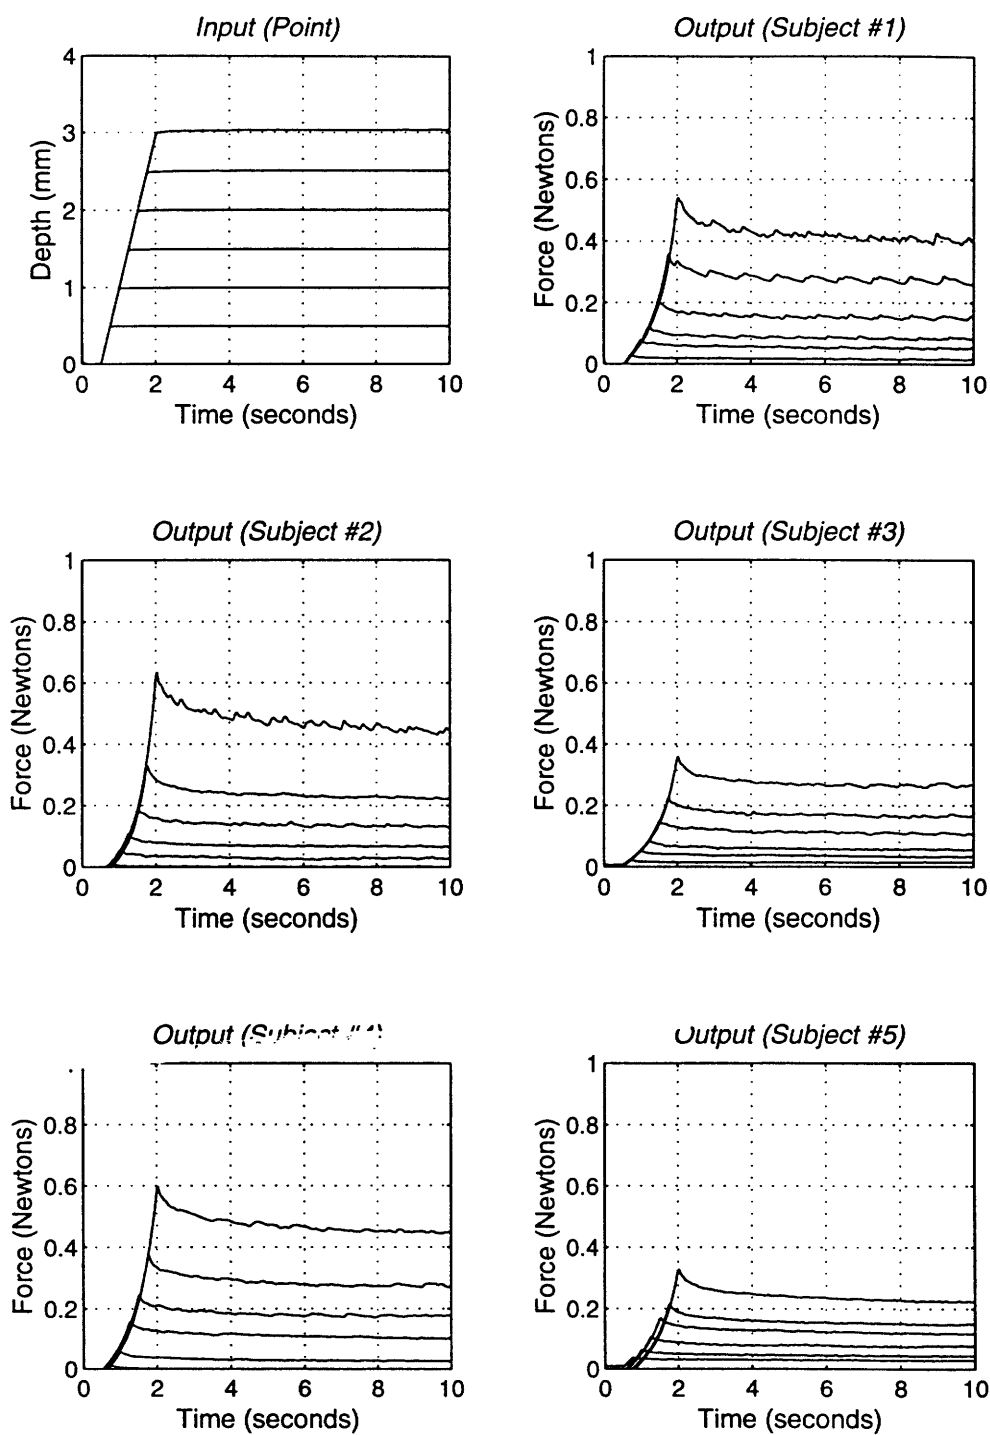 Input (Point)
Output (Subject #1)
4
3
2
1
0
Depth (mm)
0 2 4 6 8 10
Time (seconds)
1
0.8
0.6
0.4
0.2
0
Force (Newtons)
0 2 4 6 8 10
Time (seconds)
Output (Subject #2)
Output (Subject #3)
1
0.8
0.6
0.4
0.2
0
Force (Newtons)
0 2 4 6 8 10
Time (seconds)
1
0.8
0.6
0.4
0.2
0
Force (Newtons)
0 2 4 6 8 10
Time (seconds)
Output (Subject #4)
Output (Subject #5)
0.8
0.6
0.4
0.2
0
Force (Newtons)
0 2 4 6 8 10
Time (seconds)
1
0.8
0.6
0.4
0.2
0
Force (Newtons)
0 2 4 6 8 10
Time (seconds)